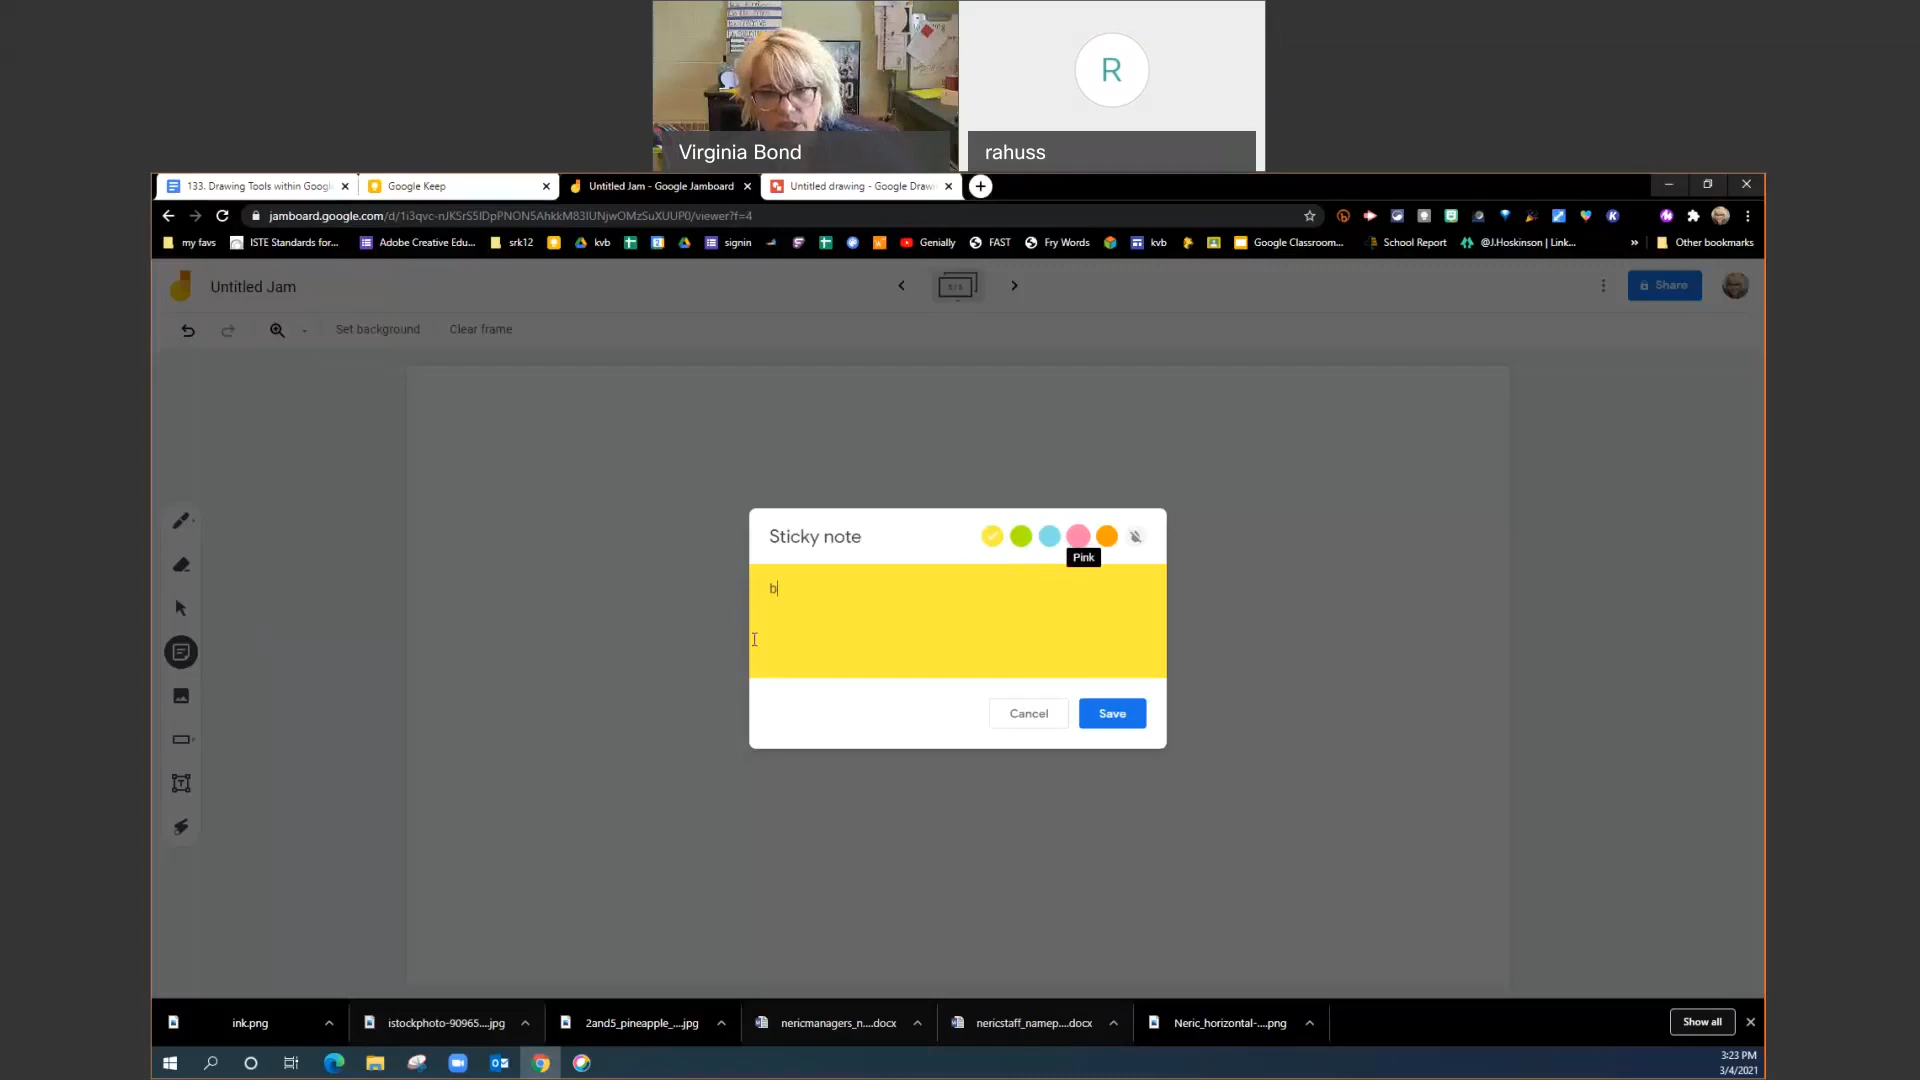 R
Virginia Bond
rahuss
133. Drawing Tools within Googl
Google Keep
Untitled Jam - Google Jamboard
Untitled drawing - Google Draw
jamboard.google.com/d/1i3qvc-nJKSrS5IDpPNON5AhkkM83IUNjwOMzSuXUUP0/viewer?f=4
my favs
ISTE Standards for...
Adobe Creative Edu...
srk12
kvb
signin
Genially
FAST
Fry Words
kvb
Google Classroom...
School Report
@J.Hoskinson | Link...
»
Other bookmarks
Untitled Jam
5/5
Share
Set background
Clear frame
Sticky note
Pink
b
Cancel
Save
ink.png
istockphoto-90965....jpg
2and5_pineapple_....jpg
nericmanagers_n....docx
nericstaff_namep....docx
Neric_horizontal-....png
Show all
3:23 PM
3/4/2021